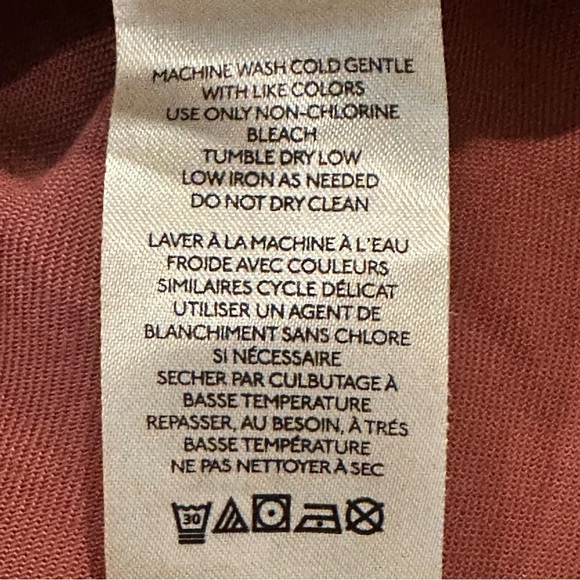 MACHINE WASH COLD GENTLE
WITH LIKE COLORS
USE ONLY NON-CHLORINE
BLEACH
TUMBLE DRY LOW
LOW IRON AS NEEDED
DO NOT DRY CLEAN
LAVER À LA MACHINE À L'EAU
FROIDE AVEC COULEURS
SIMILAIRES CYCLE DÉLICAT
UTILISER UN AGENT DE
BLANCHIMENT SANS CHLORE
SI NÉCESSAIRE
SECHER PAR CULBUTAGE À
BASSE TEMPERATURE
REPASSER, AU BESOIN, À TRÉS
BASSE TEMPÉRATURE
NE PAS NETTOYER À SEC
30